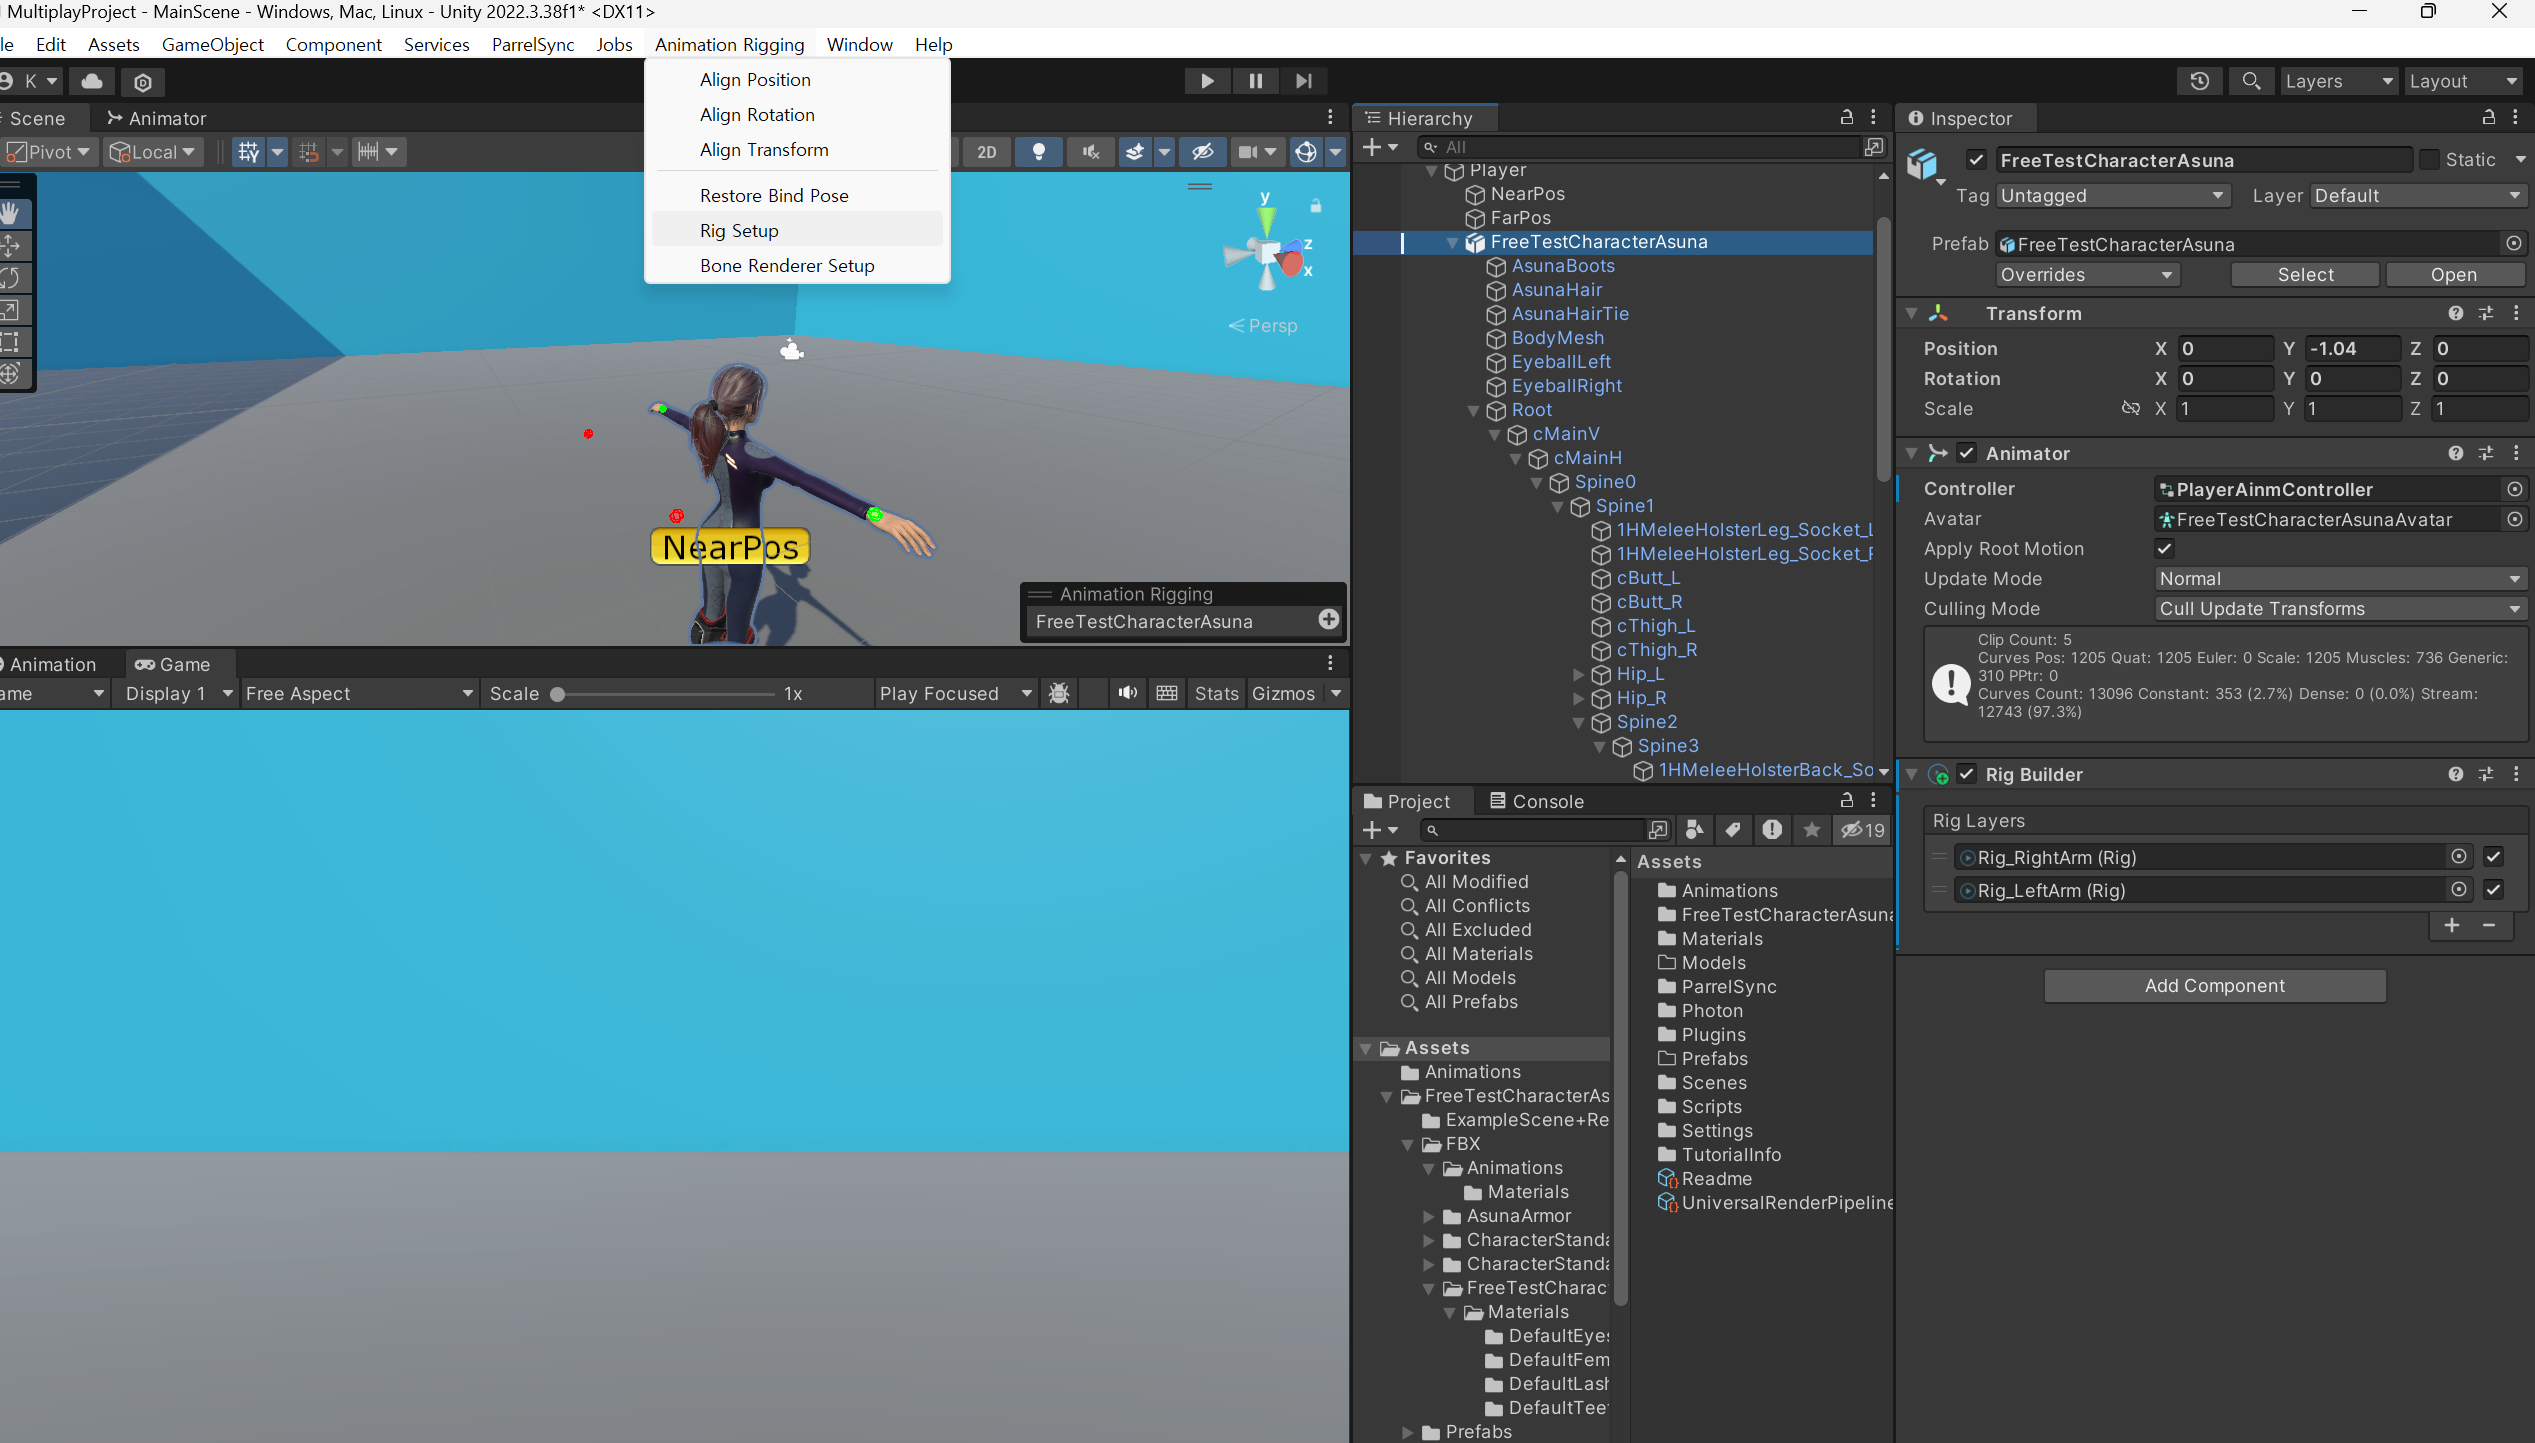 MultiplayProject - MainScene - Windows, Mac, Linux - Unity 2022.3.38f1* <DX11>
le Edit Assets GameObject Component Services ParrelSync Jobs Animation Rigging Window Help
Align Position
Align Rotation
Align Transform
Restore Bind Pose
Rig Setup
Bone Renderer Setup
K
Layers
Layout
Scene
Animator
Pivot
Local
2D
y
z
x
Persp
NearPos
Animation Rigging
FreeTestCharacterAsuna
Animation
Game
ame
Display 1
Free Aspect
Scale
1x
Play Focused
Stats
Gizmos
Hierarchy
All
Player
NearPos
FarPos
FreeTestCharacterAsuna
AsunaBoots
AsunaHair
AsunaHairTie
BodyMesh
EyeballLeft
EyeballRight
Root
cMainV
cMainH
Spine0
Spine1
1HMeleeHolsterLeg_Socket_L
1HMeleeHolsterLeg_Socket_R
cButt_L
cButt_R
cThigh_L
cThigh_R
Hip_L
Hip_R
Spine2
Spine3
1HMeleeHolsterBack_So
Project
Console
19
Favorites
All Modified
All Conflicts
All Excluded
All Materials
All Models
All Prefabs
Assets
Animations
FreeTestCharacterAs
ExampleScene+Re
FBX
Animations
Materials
AsunaArmor
CharacterStanda
CharacterStanda
FreeTestCharac
Materials
DefaultEyes
DefaultFem
DefaultLash
DefaultTee
Prefabs
Assets
Animations
FreeTestCharacterAsuna
Materials
Models
ParrelSync
Photon
Plugins
Prefabs
Scenes
Scripts
Settings
TutorialInfo
Readme
UniversalRenderPipeline
Inspector
FreeTestCharacterAsuna
Static
Tag Untagged Layer Default
Prefab FreeTestCharacterAsuna
Overrides Select Open
Transform
Position X 0 Y -1.04 Z 0
Rotation X 0 Y 0 Z 0
Scale X 1 Y 1 Z 1
Animator
Controller PlayerAinmController
Avatar FreeTestCharacterAsunaAvatar
Apply Root Motion
Update Mode Normal
Culling Mode Cull Update Transforms
Clip Count: 5
Curves Pos: 1205 Quat: 1205 Euler: 0 Scale: 1205 Muscles: 736 Generic:
310 PPtr: 0
Curves Count: 13096 Constant: 353 (2.7%) Dense: 0 (0.0%) Stream:
12743 (97.3%)
Rig Builder
Rig Layers
Rig_RightArm (Rig)
Rig_LeftArm (Rig)
Add Component